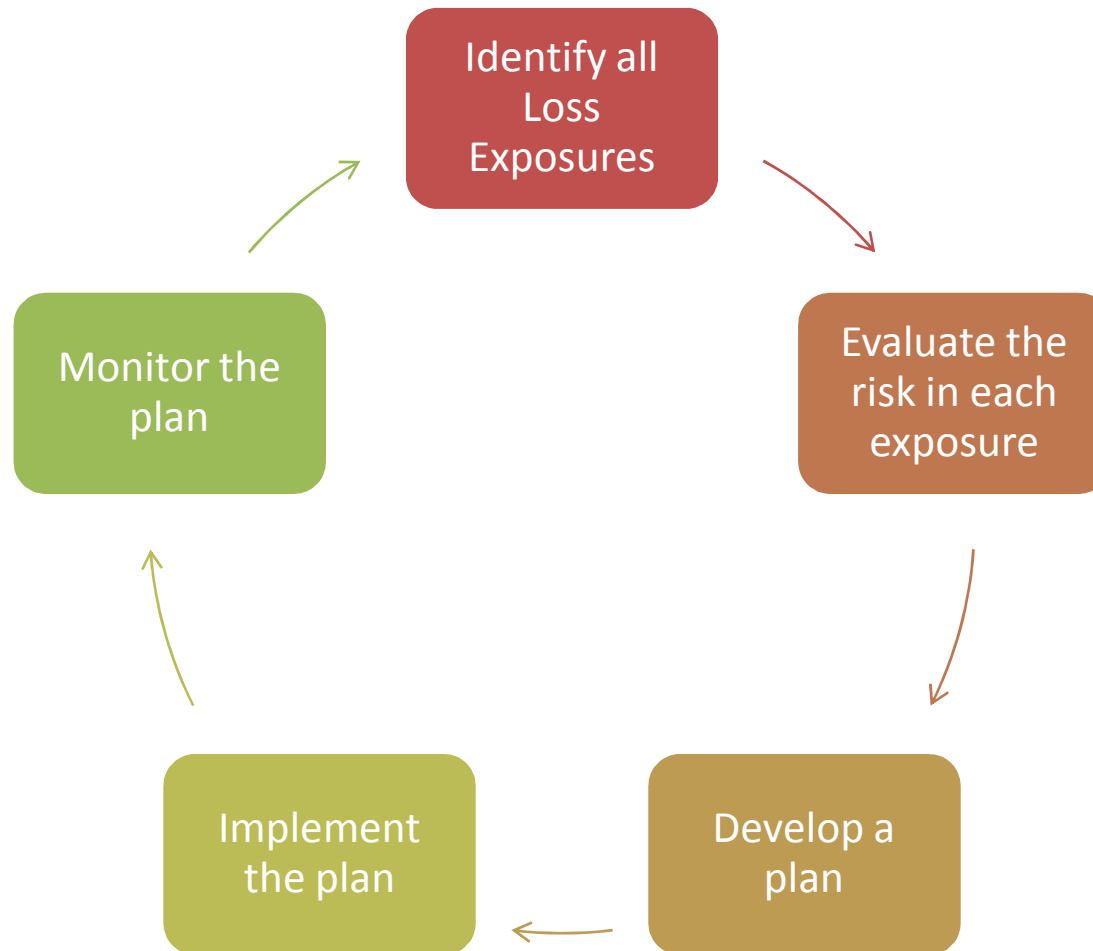 Identify all
Loss
Exposures
Evaluate the
risk in each
exposure
Develop a
plan
Implement
the plan
Monitor the
plan